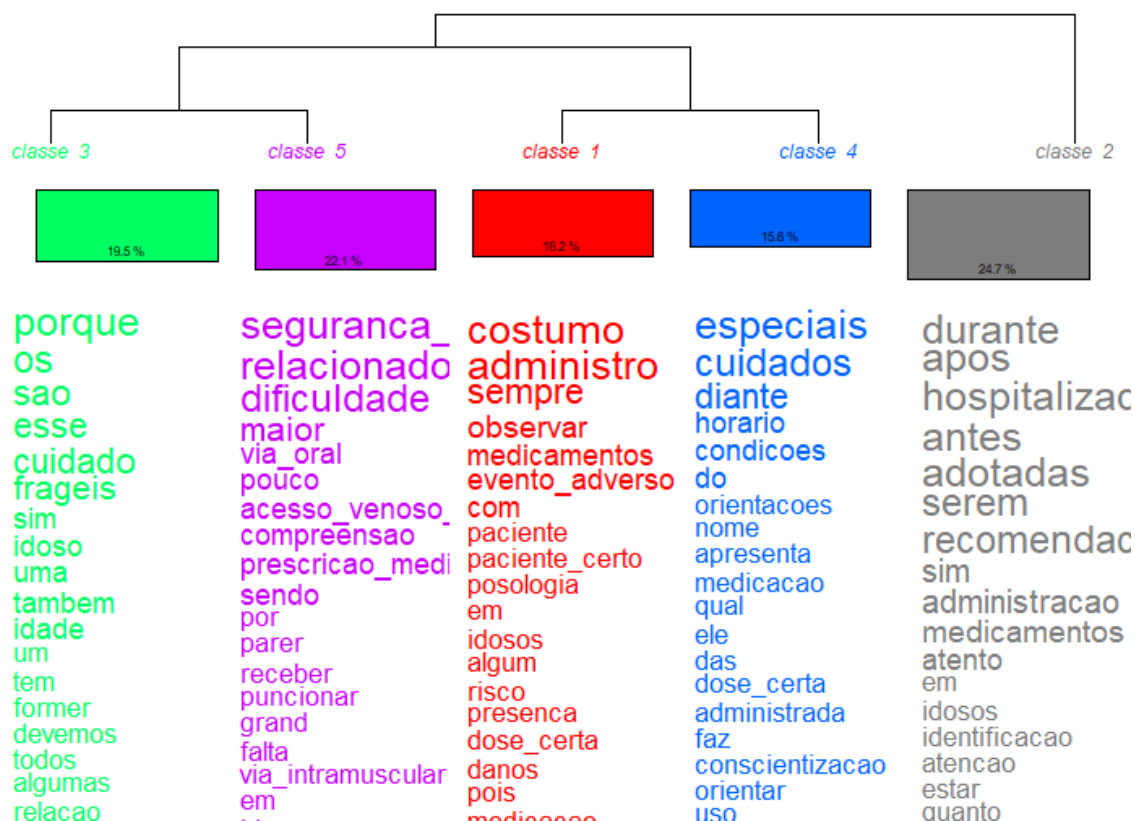 classe 3
classe 5
classe 1
classe 4
classe 2
19.5 %
22.1 %
18.2 %
15.6 %
24.7 %
porque
os
sao
esse
cuidado
frageis
sim
idoso
uma
tambem
idade
um
tem
former
devemos
todos
algumas
relacao
seguranca_
relacionado
dificuldade
maior
via_oral
pouco
acesso_venoso_
compreensao
prescricao_medi
sendo
por
parer
receber
puncionar
grand
falta
via_intramuscular
em
costumo
administro
sempre
observar
medicamentos
evento_adverso
com
paciente
paciente_certo
posologia
em
idosos
algum
risco
presenca
dose_certa
danos
pois
medicacao
especiais
cuidados
diante
horario
condicoes
do
orientacoes
nome
apresenta
medicacao
qual
ele
das
dose_certa
administrada
faz
conscientizacao
orientar
uso
durante
apos
hospitalizac
antes
adotadas
serem
recomendac
sim
administracao
medicamentos
atento
em
idosos
identificacao
atencao
estar
quanto